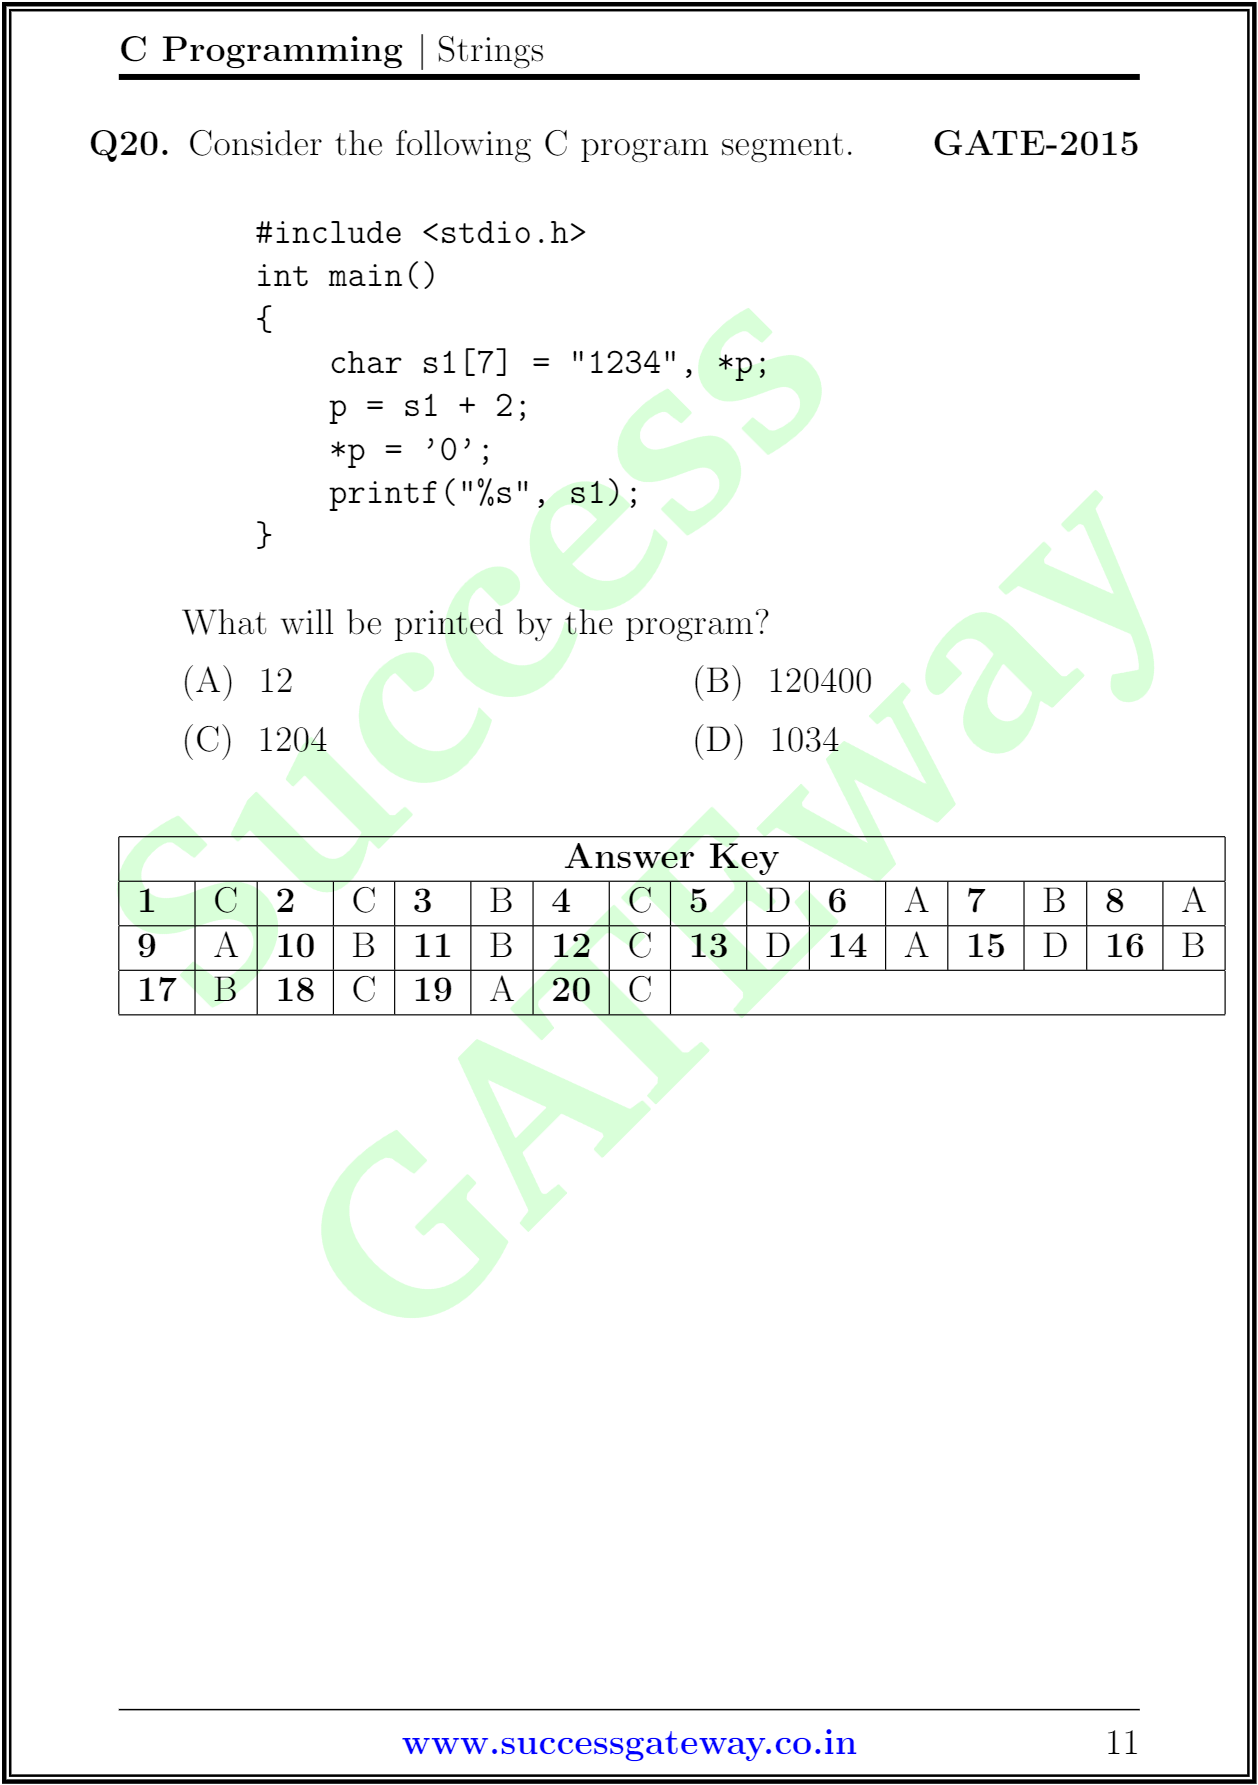 C Programming | Strings
Q20. Consider the following C program segment. GATE-2015
#include <stdio.h>
int main()
{
    char s1[7] = "1234", *p;
    p = s1 + 2;
    *p = ’0’;
    printf("%s", s1);
}
What will be printed by the program?
(A) 12 (B) 120400
(C) 1204 (D) 1034
Answer Key
1 C 2 C 3 B 4 C 5 D 6 A 7 B 8 A
9 A 10 B 11 B 12 C 13 D 14 A 15 D 16 B
17 B 18 C 19 A 20 C
Success
GATEway
www.successgateway.co.in 11